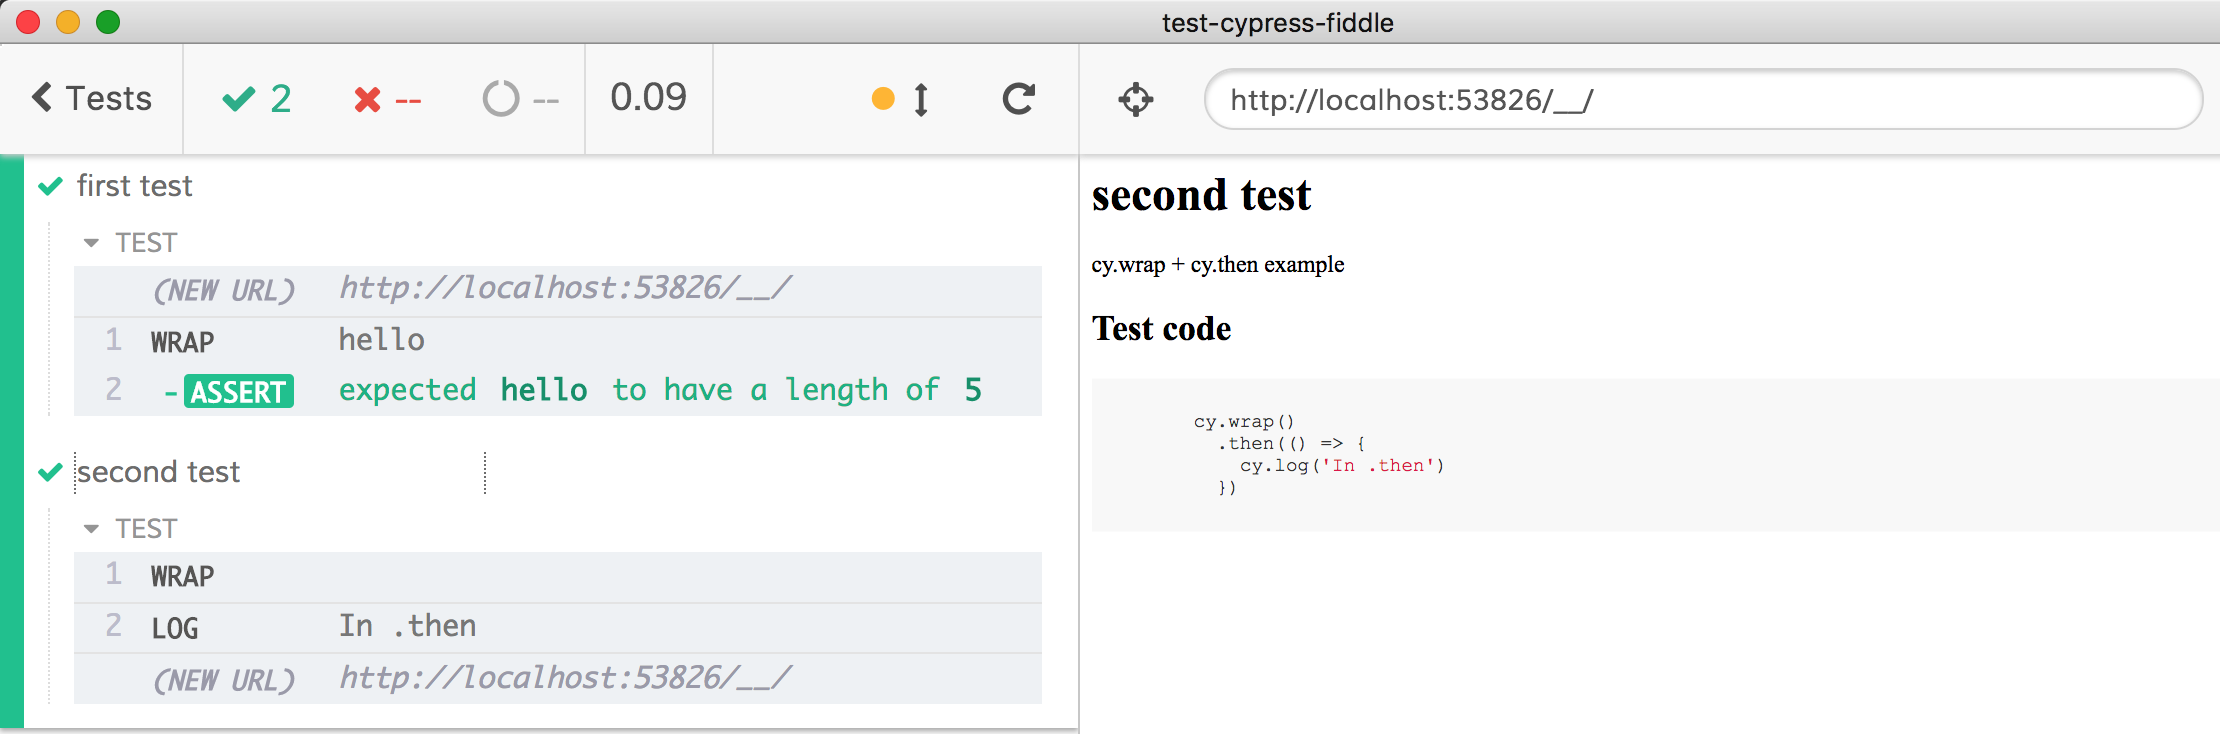 test-cypress-fiddle
Tests 2 -- -- 0.09 http://localhost:53826/__/
first test
TEST
(NEW URL) http://localhost:53826/__/
1 WRAP hello
2 -ASSERT expected hello to have a length of 5
second test
TEST
1 WRAP
2 LOG In .then
(NEW URL) http://localhost:53826/__/
second test
cy.wrap + cy.then example
Test code
cy.wrap()
.then(() => {
cy.log('In .then')
})